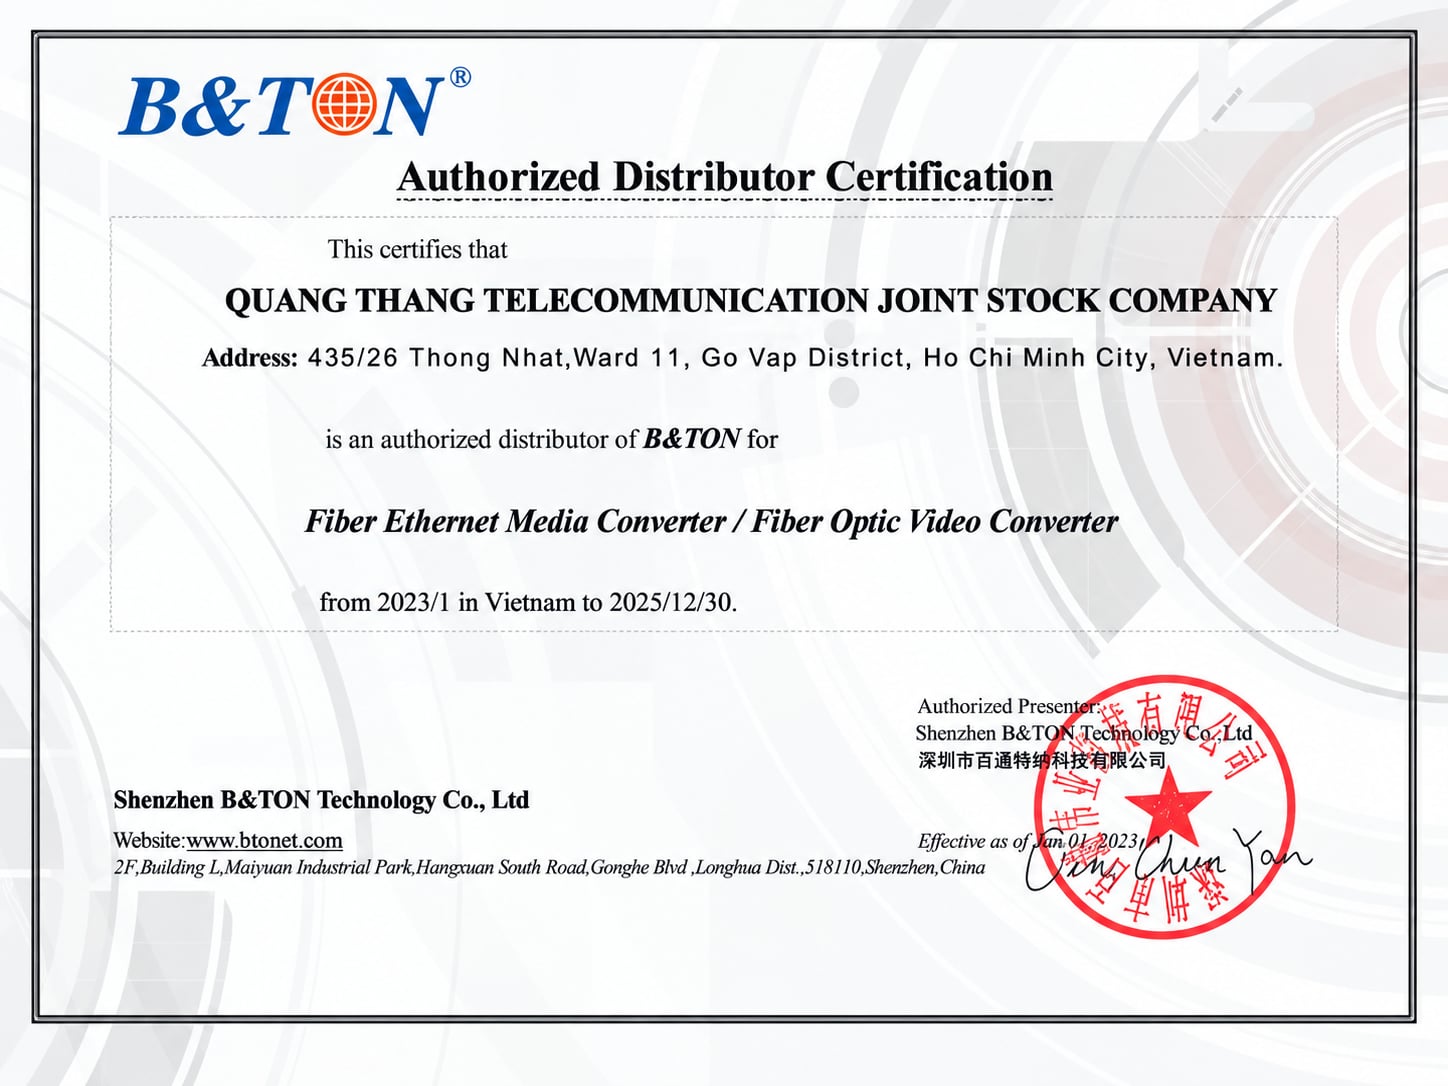 B&TON®
Authorized Distributor Certification
This certifies that
QUANG THANG TELECOMMUNICATION JOINT STOCK COMPANY
Address: 435/26 Thong Nhat,Ward 11, Go Vap District, Ho Chi Minh City, Vietnam.
is an authorized distributor of B&TON for
Fiber Ethernet Media Converter / Fiber Optic Video Converter
from 2023/1 in Vietnam to 2025/12/30.
Authorized Presenter:
Shenzhen B&TON Technology Co.,Ltd
深圳市百通特纳科技有限公司
Shenzhen B&TON Technology Co., Ltd
Website:www.btonet.com
Effective as of Jan 01, 2023
2F,Building L,Maiyuan Industrial Park,Hangxuan South Road,Gonghe Blvd ,Longhua Dist.,518110,Shenzhen,China